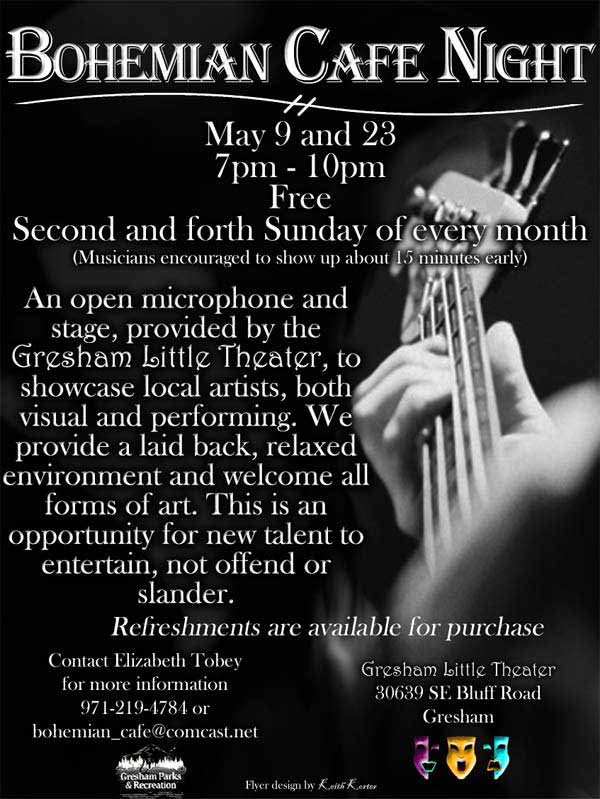 BOHEMIAN CAFE NIGHT
May 9 and 23
7pm - 10pm
Free
Second and forth Sunday of every month
(Musicians encouraged to show up about 15 minutes early)
An open microphone and
stage, provided by the
Gresham Little Theater, to
showcase local artists, both
visual and performing. We
provide a laid back, relaxed
environment and welcome all
forms of art. This is an
opportunity for new talent to
entertain, not offend or
slander.
Refreshments are available for purchase
Contact Elizabeth Tobey
for more information
971-219-4784 or
bohemian_cafe@comcast.net
Gresham Little Theater
30639 SE Bluff Road
Gresham
Gresham Parks
& Recreation
Flyer design by Keith Korter